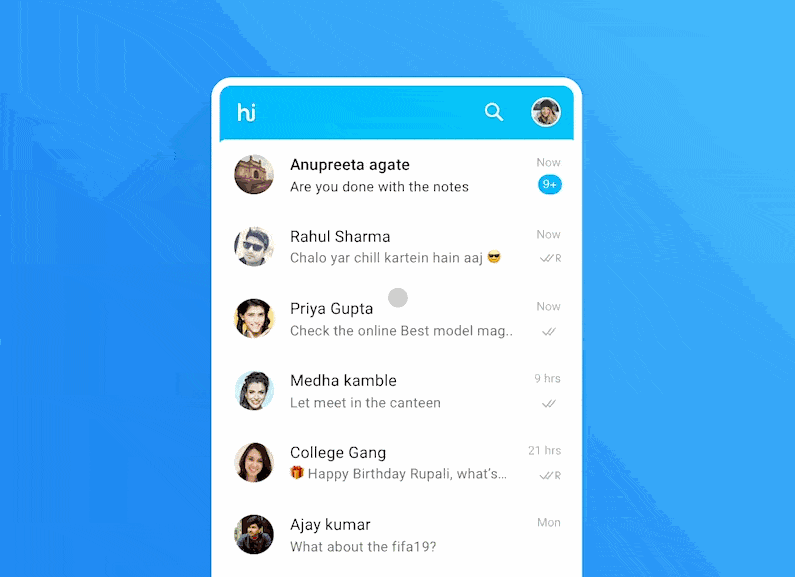 hi
Anupreeta agate
Now
Are you done with the notes
9+
Rahul Sharma
Now
Chalo yar chill kartein hain aaj 😎
R
Priya Gupta
Now
Check the online Best model mag..
Medha kamble
9 hrs
Let meet in the canteen
College Gang
21 hrs
🎁 Happy Birthday Rupali, what's...
R
Ajay kumar
Mon
What about the fifa19?